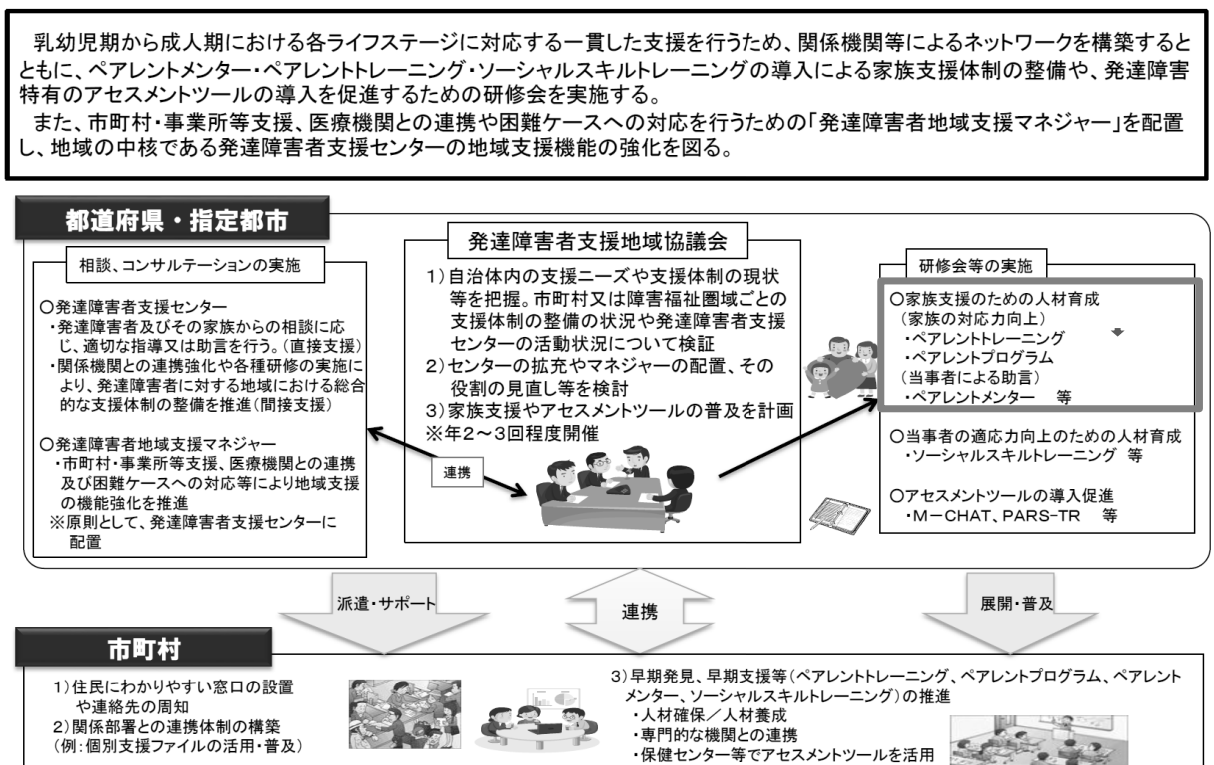 乳幼児期から成人期における各ライフステージに対応する一貫した支援を行うため、関係機関等によるネットワークを構築すると
ともに、ペアレントメンター・ペアレントトレーニング・ソーシャルスキルトレーニングの導入による家族支援体制の整備や、発達障害
特有のアセスメントツールの導入を促進するための研修会を実施する。
また、市町村・事業所等支援、医療機関との連携や困難ケースへの対応を行うための「発達障害者地域支援マネジャー」を配置
し、地域の中核である発達障害者支援センターの地域支援機能の強化を図る。
都道府県・指定都市
相談、コンサルテーションの実施
〇発達障害者支援センター
・発達障害者及びその家族からの相談に応
じ、適切な指導又は助言を行う。(直接支援)
・関係機関との連携強化や各種研修の実施に
より、発達障害者に対する地域における総合
的な支援体制の整備を推進(間接支援)
〇発達障害者地域支援マネジャー
・市町村・事業所等支援、医療機関との連携
及び困難ケースへの対応等により地域支援
の機能強化を推進
※原則として、発達障害者支援センターに
配置
発達障害者支援地域協議会
1)自治体内の支援ニーズや支援体制の現状
等を把握。市町村又は障害福祉圏域ごとの
支援体制の整備の状況や発達障害者支援
センターの活動状況について検証
2)センターの拡充やマネジャーの配置、その
役割の見直し等を検討
3)家族支援やアセスメントツールの普及を計画
※年2~3回程度開催
連携
研修会等の実施
〇家族支援のための人材育成
(家族の対応力向上)
・ペアレントトレーニング
・ペアレントプログラム
(当事者による助言)
・ペアレントメンター 等
〇当事者の適応力向上のための人材育成
・ソーシャルスキルトレーニング 等
〇アセスメントツールの導入促進
・M-CHAT、PARS-TR 等
派遣・サポート
連携
展開・普及
市町村
1)住民にわかりやすい窓口の設置
や連絡先の周知
2)関係部署との連携体制の構築
(例:個別支援ファイルの活用・普及)
3)早期発見、早期支援等(ペアレントトレーニング、ペアレントプログラム、ペアレント
メンター、ソーシャルスキルトレーニング)の推進
・人材確保/人材養成
・専門的な機関との連携
・保健センター等でアセスメントツールを活用